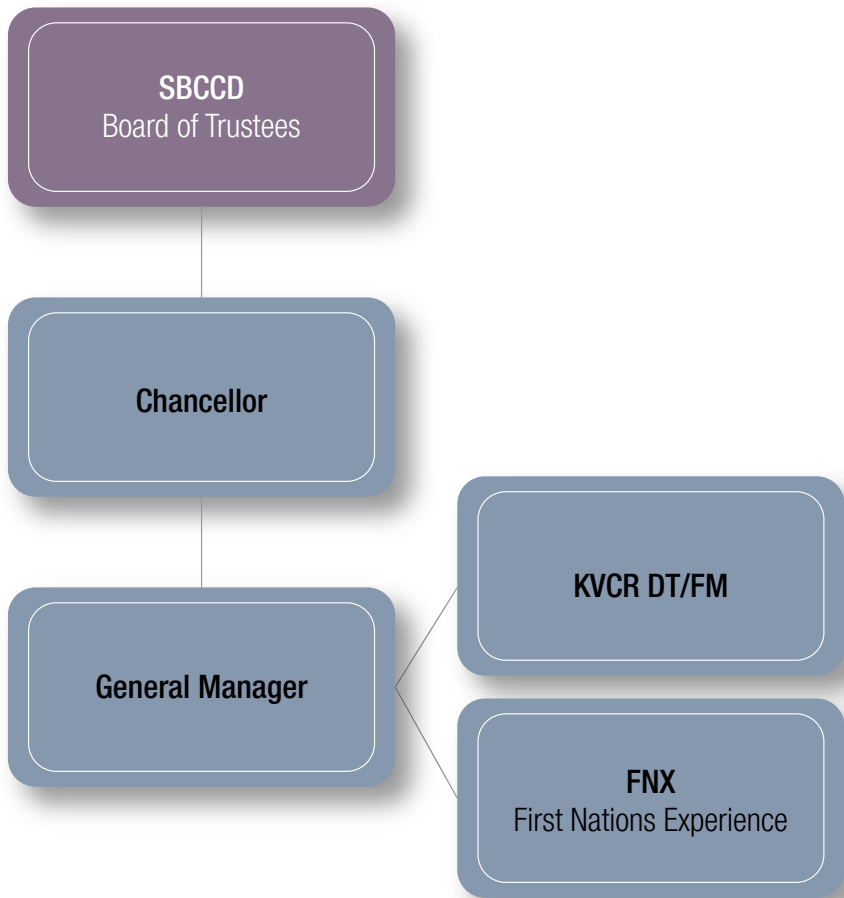 SBCCD
Board of Trustees
Chancellor
General Manager
KVCR DT/FM
FNX
First Nations Experience